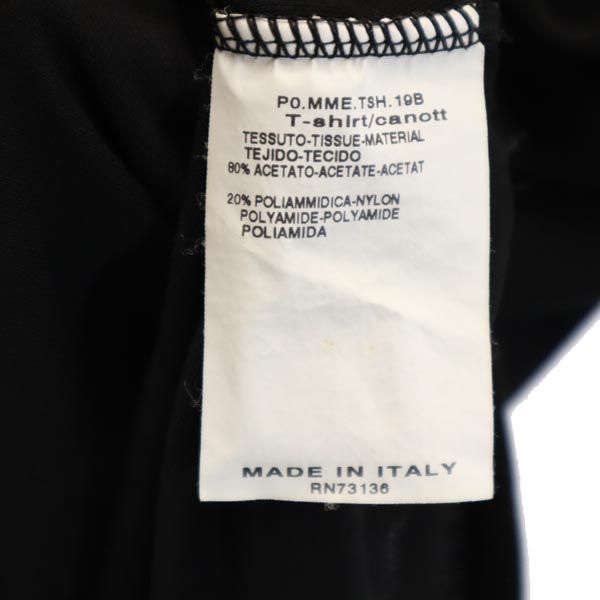 PO.MME.TSH.19B
T-shirt/canott
TESSUTO-TISSUE-MATERIAL
TEJIDO-TECIDO
80% ACETATO-ACETATE-ACETAT
20% POLIAMMIDICA-NYLON
POLYAMIDE-POLYAMIDE
POLIAMIDA
MADE IN ITALY
RN73136